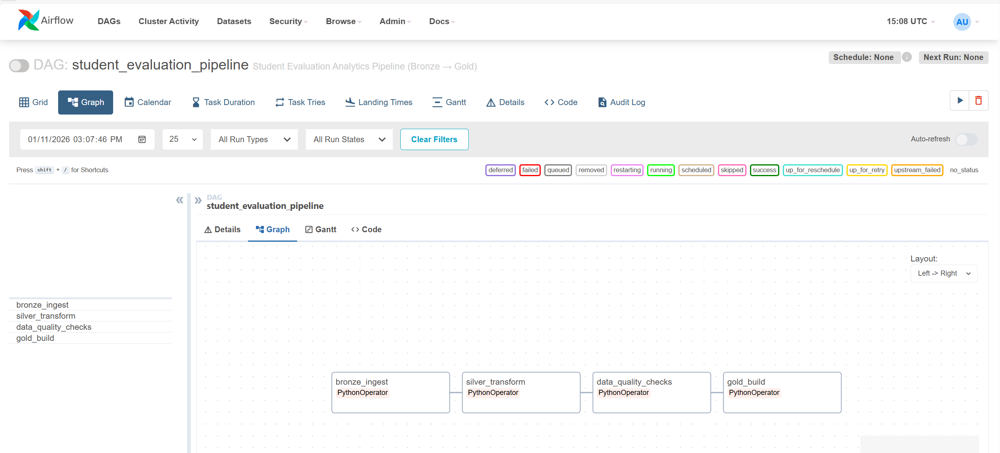 Airflow DAGs Cluster Activity Datasets Security Browse Admin Docs 15:08 UTC AU
DAG: student_evaluation_pipeline Student Evaluation Analytics Pipeline (Bronze → Gold) Schedule: None i Next Run: None
Grid Graph Calendar Task Duration Task Tries Landing Times Gantt Details Code Audit Log
01/11/2026 03:07:46 PM 25 All Run Types All Run States Clear Filters Auto-refresh
Press shift + / for Shortcuts deferred failed queued removed restarting running scheduled skipped success up_for_reschedule up_for_retry upstream_failed no_status
DAG
student_evaluation_pipeline
Details Graph Gantt Code
Layout:
Left -> Right
bronze_ingest
silver_transform
data_quality_checks
gold_build
bronze_ingest silver_transform data_quality_checks gold_build
PythonOperator PythonOperator PythonOperator PythonOperator